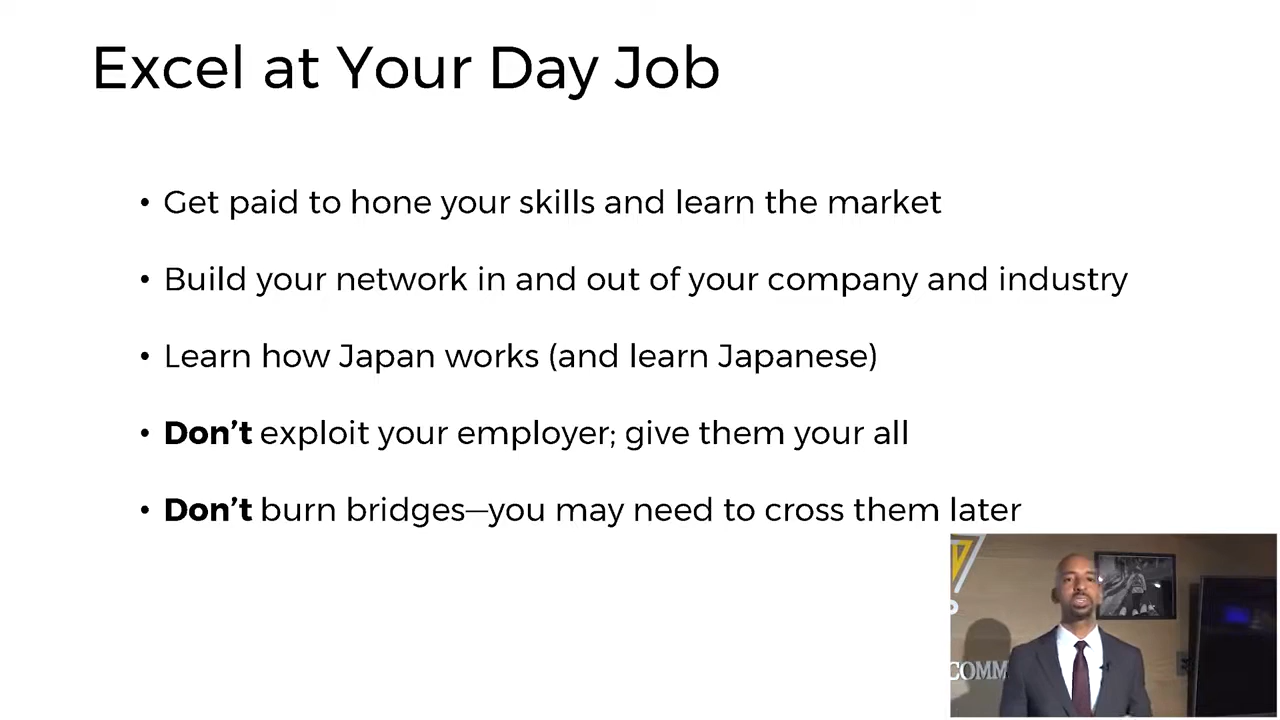 Excel at Your Day Job
• Get paid to hone your skills and learn the market
• Build your network in and out of your company and industry
• Learn how Japan works (and learn Japanese)
• Don’t exploit your employer; give them your all
• Don’t burn bridges—you may need to cross them later
COMM